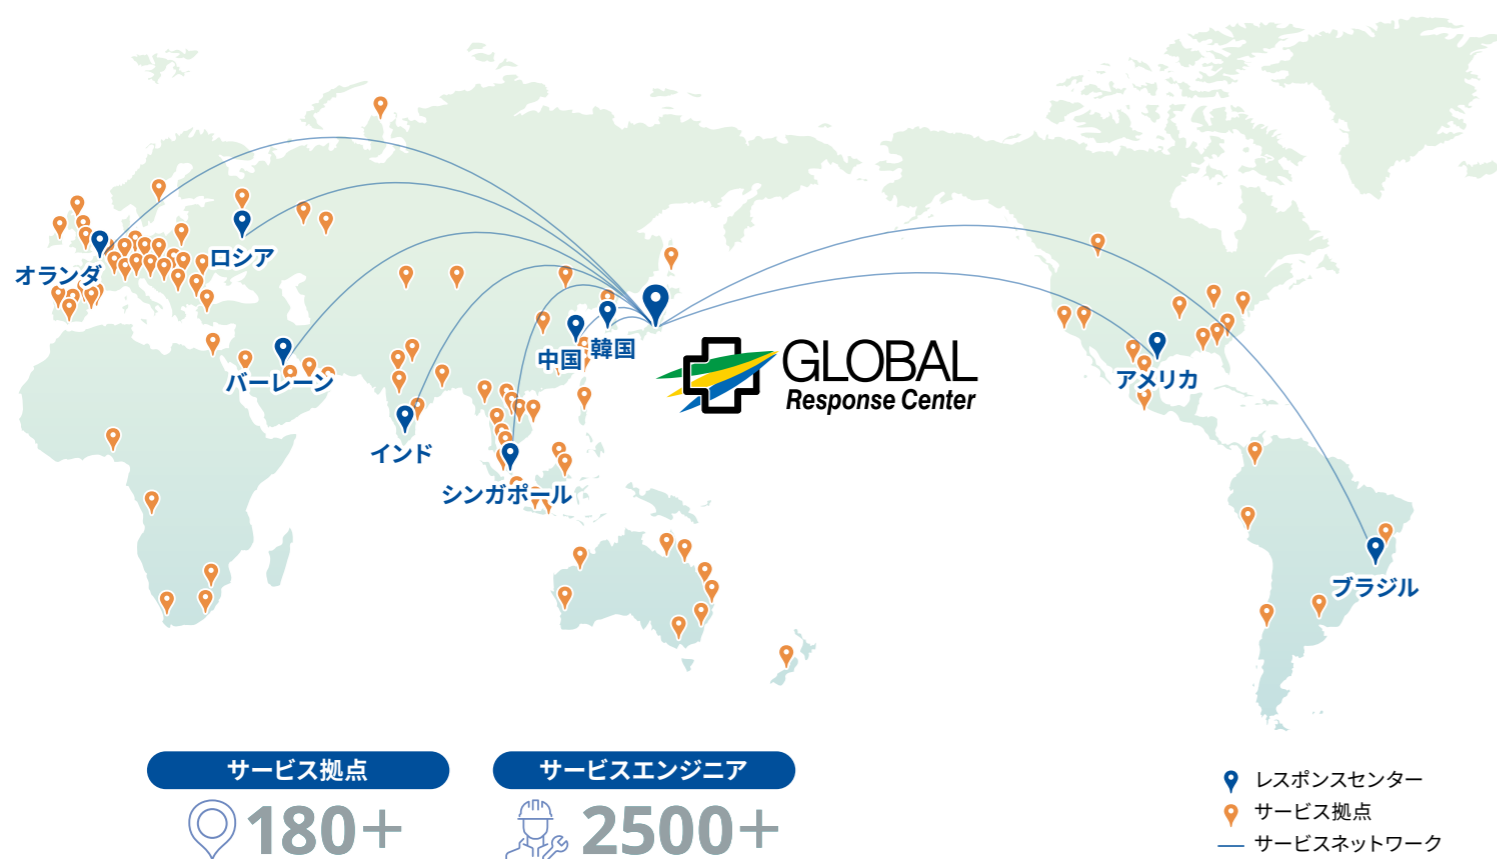 ロシア
オランダ
中国
韓国
バーレーン
インド
シンガポール
GLOBAL
Response Center
アメリカ
ブラジル
サービス拠点
180+
サービスエンジニア
2500+
レスポンスセンター
サービス拠点
サービスネットワーク